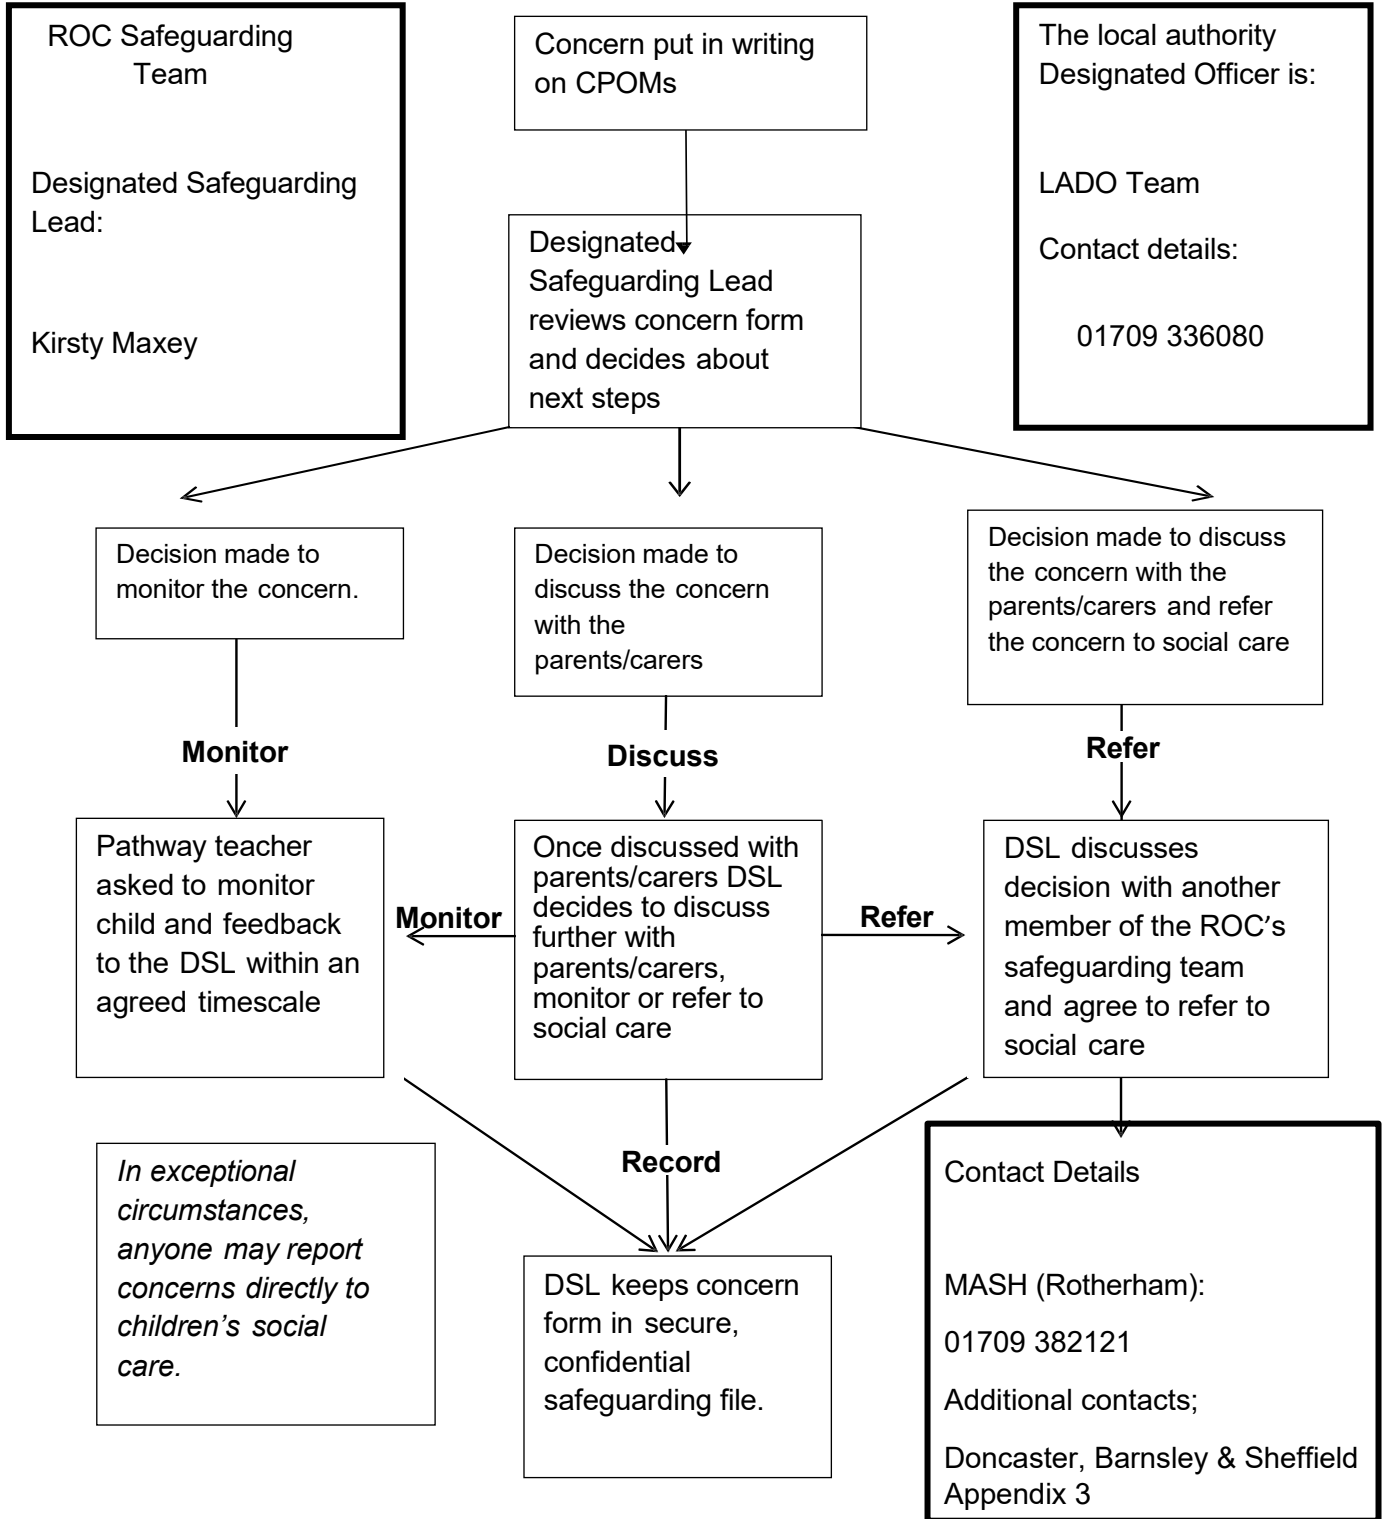 ROC Safeguarding
Team
Designated Safeguarding
Lead:
Kirsty Maxey
Concern put in writing
on CPOMs
The local authority
Designated Officer is:
LADO Team
Contact details:
01709 336080
Designated
Safeguarding Lead
reviews concern form
and decides about
next steps
Decision made to
monitor the concern.
Decision made to
discuss the concern
with the
parents/carers
Decision made to discuss
the concern with the
parents/carers and refer
the concern to social care
Monitor
Discuss
Refer
Pathway teacher
asked to monitor
child and feedback
to the DSL within an
agreed timescale
Monitor
Once discussed with
parents/carers DSL
decides to discuss
further with
parents/carers,
monitor or refer to
social care
Refer
DSL discusses
decision with another
member of the ROC’s
safeguarding team
and agree to refer to
social care
In exceptional
circumstances,
anyone may report
concerns directly to
children’s social
care.
Record
DSL keeps concern
form in secure,
confidential
safeguarding file.
Contact Details
MASH (Rotherham):
01709 382121
Additional contacts;
Doncaster, Barnsley & Sheffield
Appendix 3